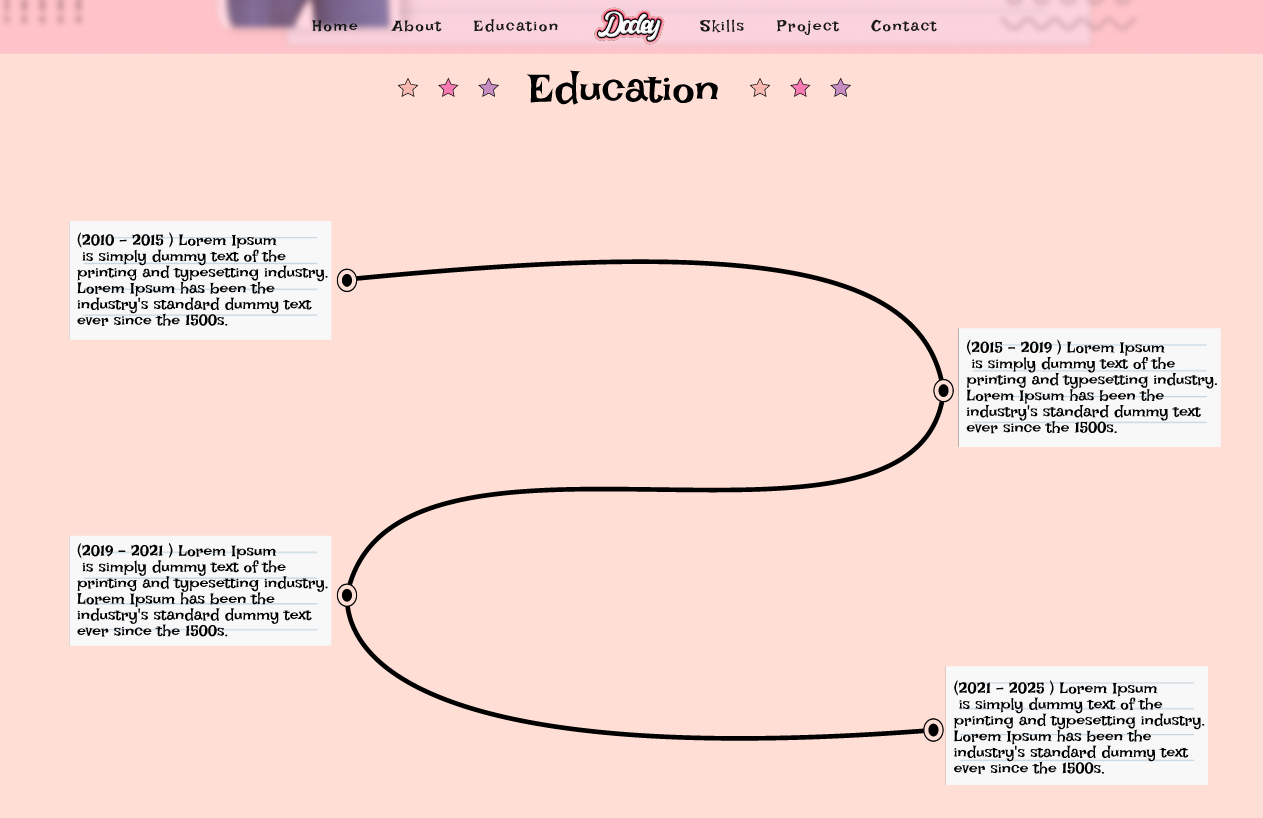 Home About Education Dooley Skills Project Contact
Education
(2010 - 2015 ) Lorem Ipsum
is simply dummy text of the
printing and typesetting industry.
Lorem Ipsum has been the
industry's standard dummy text
ever since the 1500s.
(2015 - 2019 ) Lorem Ipsum
is simply dummy text of the
printing and typesetting industry.
Lorem Ipsum has been the
industry's standard dummy text
ever since the 1500s.
(2019 - 2021 ) Lorem Ipsum
is simply dummy text of the
printing and typesetting industry.
Lorem Ipsum has been the
industry's standard dummy text
ever since the 1500s.
(2021 - 2025 ) Lorem Ipsum
is simply dummy text of the
printing and typesetting industry.
Lorem Ipsum has been the
industry's standard dummy text
ever since the 1500s.